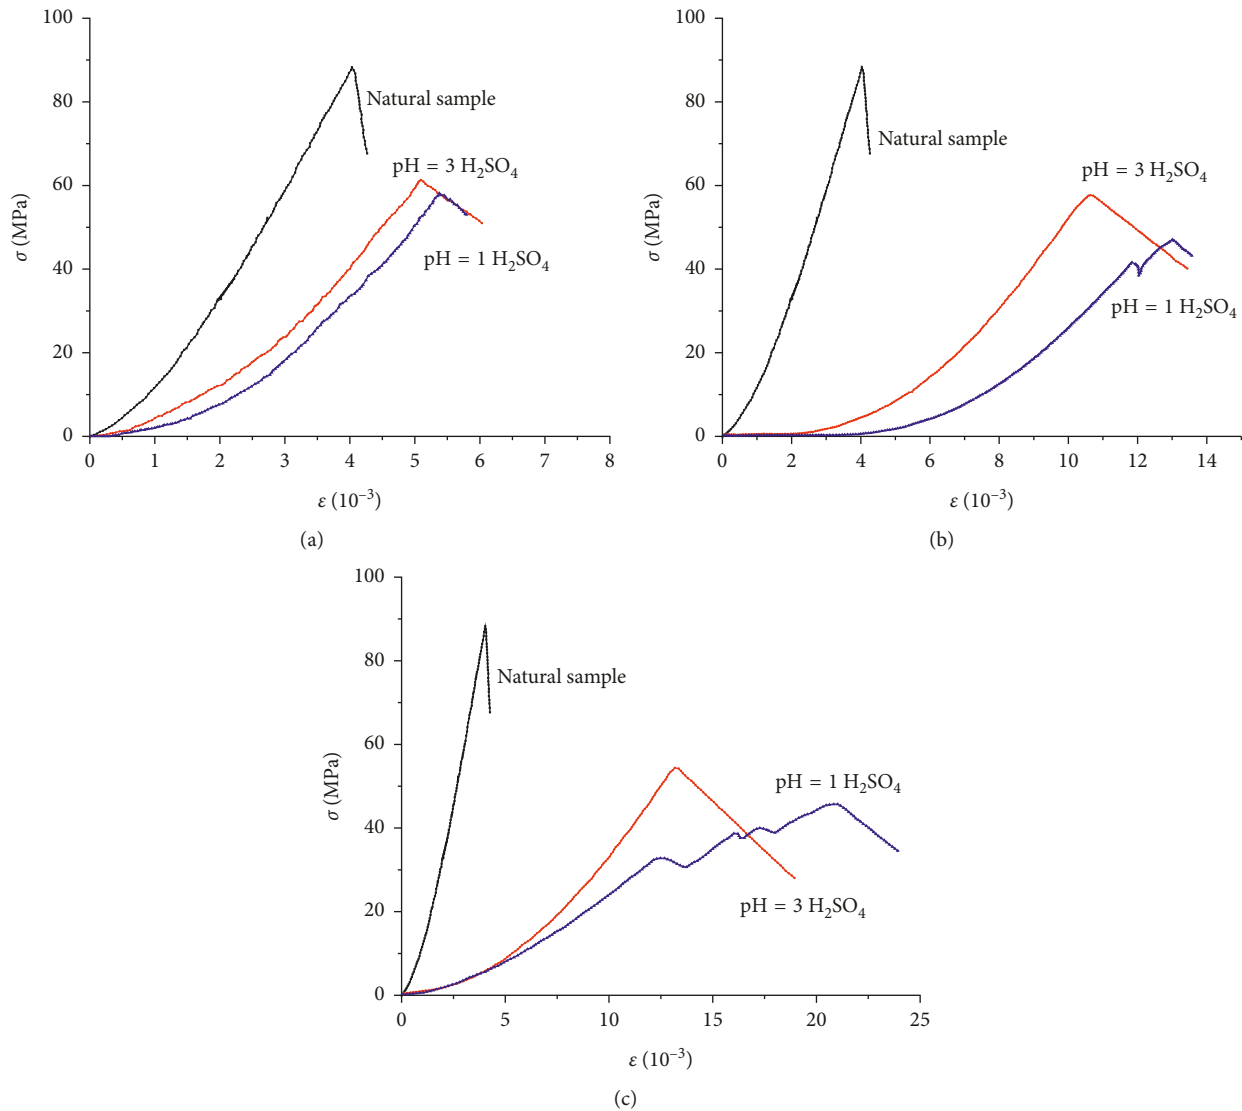 100
80
60
40
20
0
σ (MPa)
Natural sample
pH = 3 H₂SO₄
pH = 1 H₂SO₄
0 1 2 3 4 5 6 7 8
ε (10⁻³)
(a)
100
80
60
40
20
0
σ (MPa)
Natural sample
pH = 3 H₂SO₄
pH = 1 H₂SO₄
0 2 4 6 8 10 12 14
ε (10⁻³)
(b)
100
80
60
40
20
0
σ (MPa)
Natural sample
pH = 1 H₂SO₄
pH = 3 H₂SO₄
0 5 10 15 20 25
ε (10⁻³)
(c)